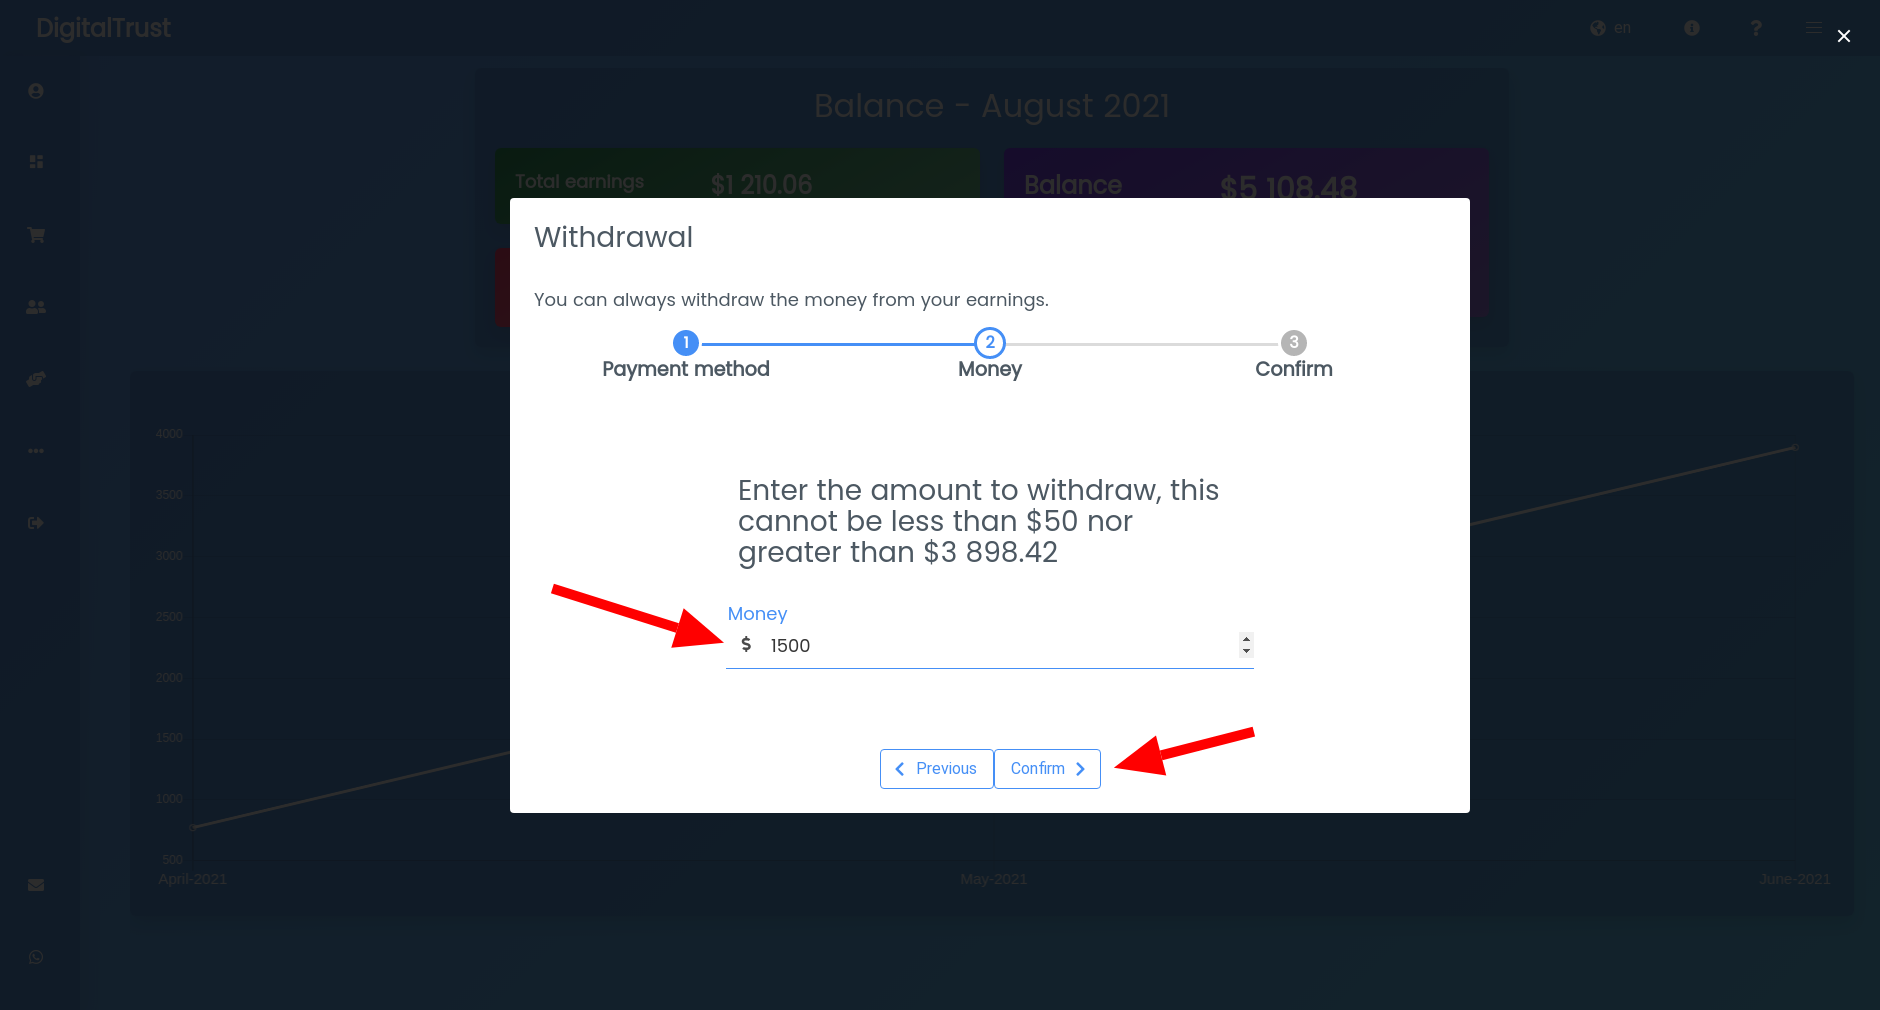 DigitalTrust
en
Balance - August 2021
Total earnings $1 210.06
Balance $5 108.48
Withdrawal
You can always withdraw the money from your earnings.
1 2 3
Payment method Money Confirm
Enter the amount to withdraw, this
cannot be less than $50 nor
greater than $3 898.42
Money
$ 1500
Previous Confirm
4000
3500
3000
2500
2000
1500
1000
500
April-2021 May-2021 June-2021